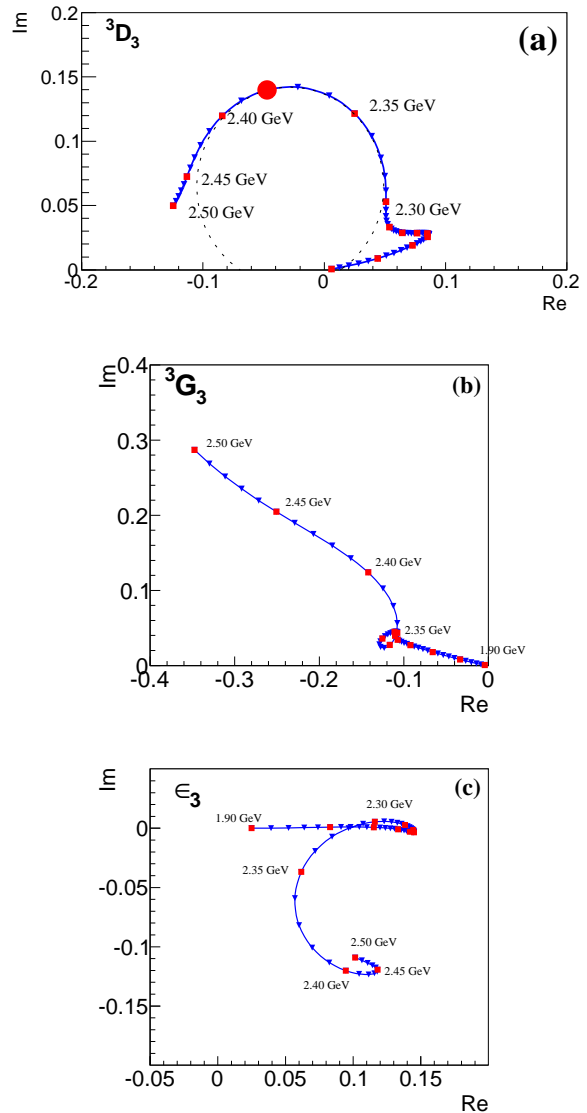 Im
0.2
³D₃
(a)
0.15
2.35 GeV
2.40 GeV
0.1
2.45 GeV
0.05
2.50 GeV
2.30 GeV
0
-0.2
-0.1
0
0.1
0.2
Re
Im
0.4
³G₃
(b)
0.3
2.50 GeV
2.45 GeV
0.2
2.40 GeV
0.1
2.35 GeV
1.90 GeV
0
-0.4
-0.3
-0.2
-0.1
0
Re
Im
∈₃
(c)
2.30 GeV
1.90 GeV
0
2.35 GeV
-0.05
-0.1
2.50 GeV
2.40 GeV
2.45 GeV
-0.15
-0.05
0
0.05
0.1
0.15
Re